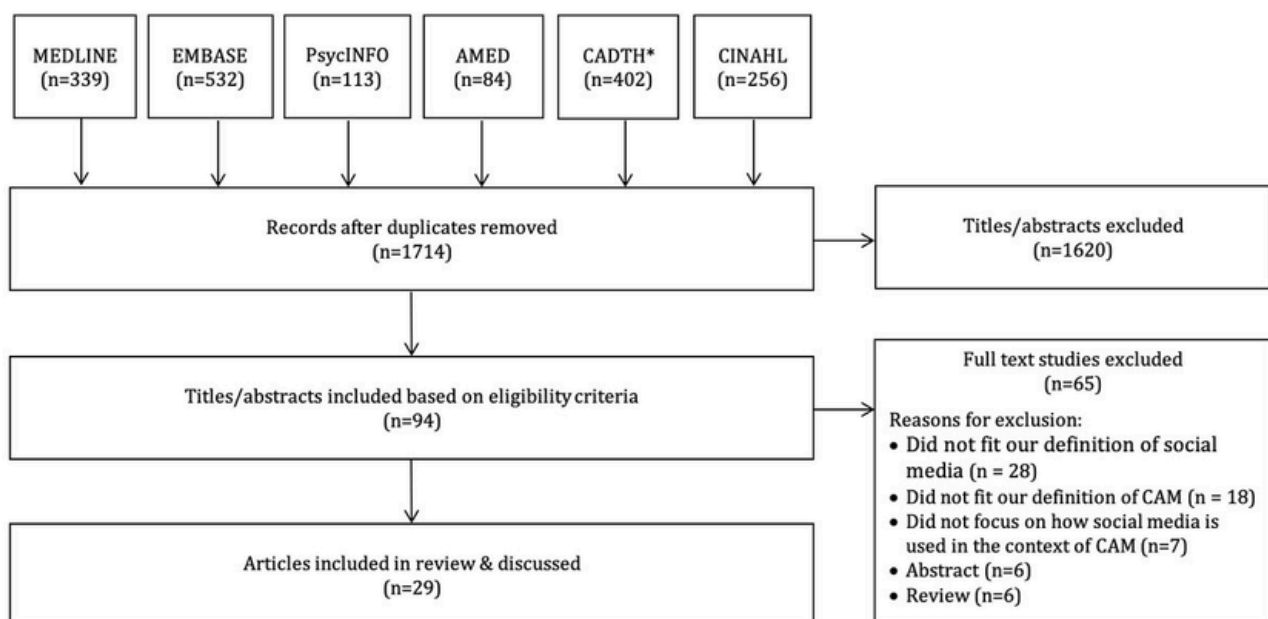 MEDLINE
(n=339)
EMBASE
(n=532)
PsycINFO
(n=113)
AMED
(n=84)
CADTH*
(n=402)
CINAHL
(n=256)
Records after duplicates removed
(n=1714)
Titles/abstracts excluded
(n=1620)
Titles/abstracts included based on eligibility criteria
(n=94)
Full text studies excluded
(n=65)
Reasons for exclusion:
• Did not fit our definition of social
media (n = 28)
• Did not fit our definition of CAM (n = 18)
• Did not focus on how social media is
used in the context of CAM (n=7)
• Abstract (n=6)
• Review (n=6)
Articles included in review & discussed
(n=29)